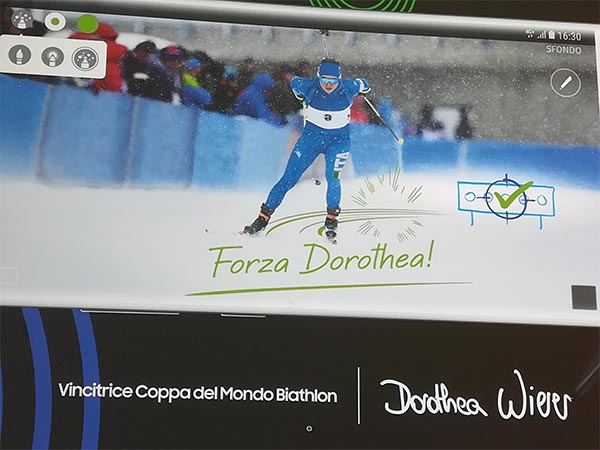 16:30
SFONDO
Forza Dorothea!
Vincitrice Coppa del Mondo Biathlon
Dorothea Wierer